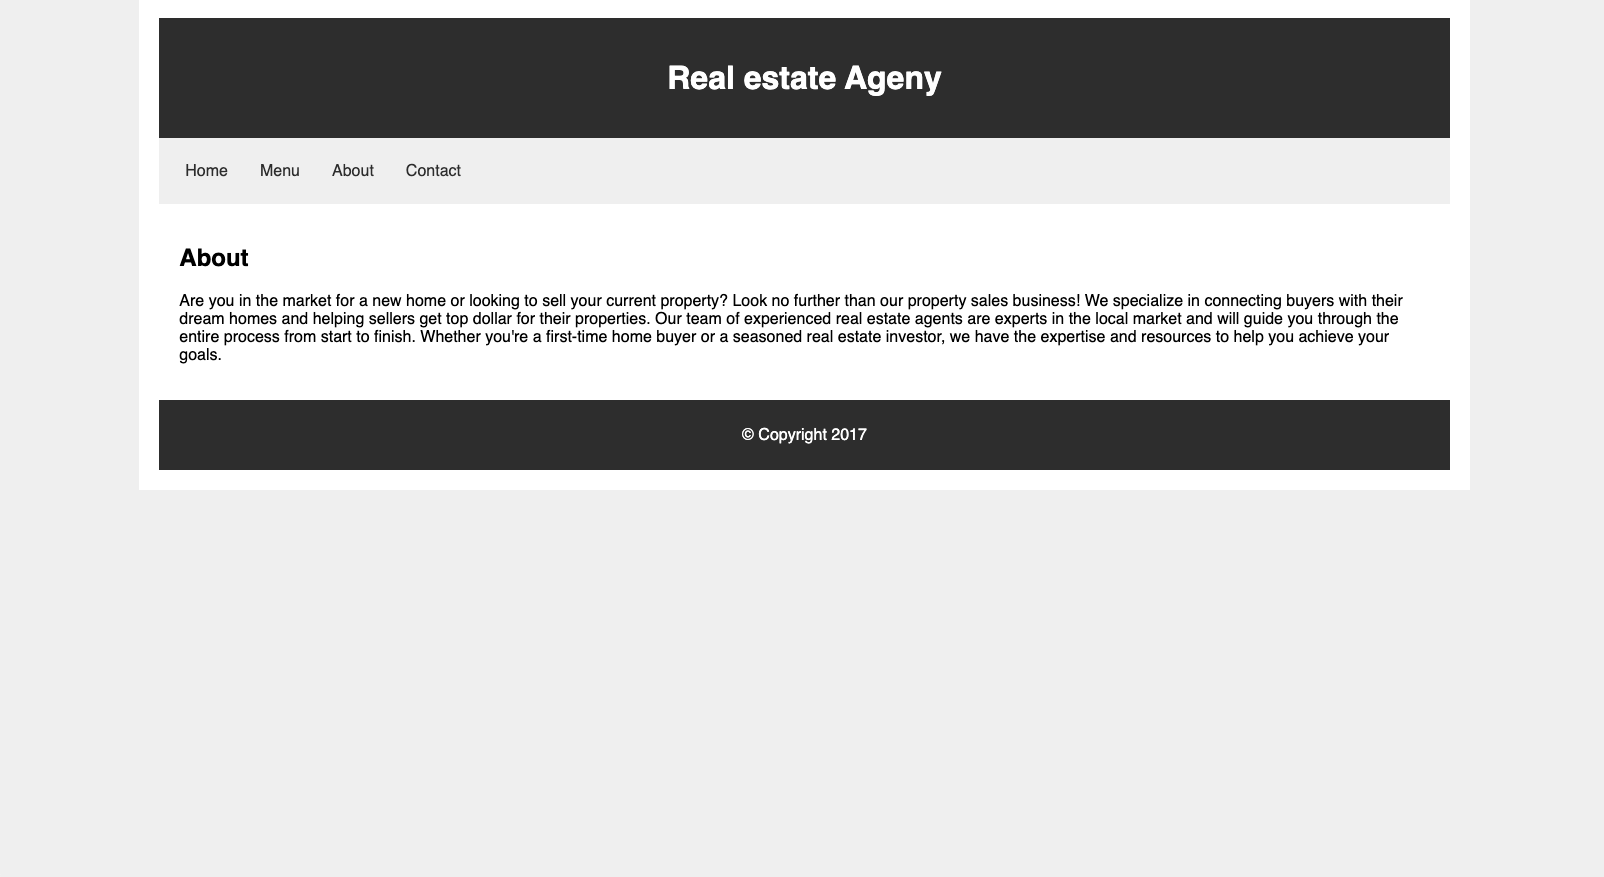 Real estate Ageny
Home Menu About Contact
About
Are you in the market for a new home or looking to sell your current property? Look no further than our property sales business! We specialize in connecting buyers with their
dream homes and helping sellers get top dollar for their properties. Our team of experienced real estate agents are experts in the local market and will guide you through the
entire process from start to finish. Whether you're a first-time home buyer or a seasoned real estate investor, we have the expertise and resources to help you achieve your
goals.
© Copyright 2017